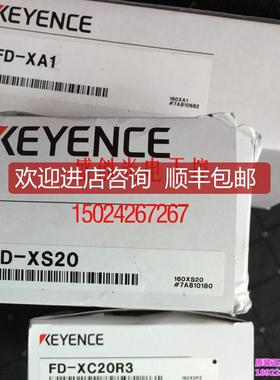 KEYENCE
FD-XA1
160XA1
#7A810662
KEYENCE
欢迎进店咨询 顺丰包邮
15024267267
D-XS20
160XS20
#7A810180
KEYENCE
FD-XC20R3